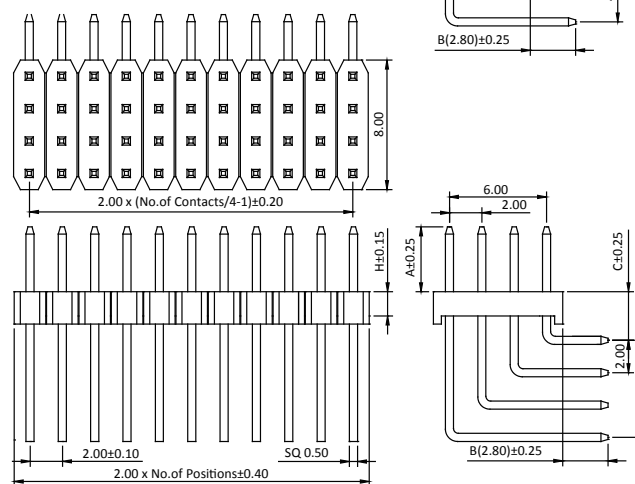 B(2.80)±0.25
8.00
2.00 x (No.of Contacts/4-1)±0.20
6.00
2.00
H±0.15
A±0.25
C±0.25
2.00
2.00±0.10
SQ 0.50
B(2.80)±0.25
2.00 x No.of Positions±0.40